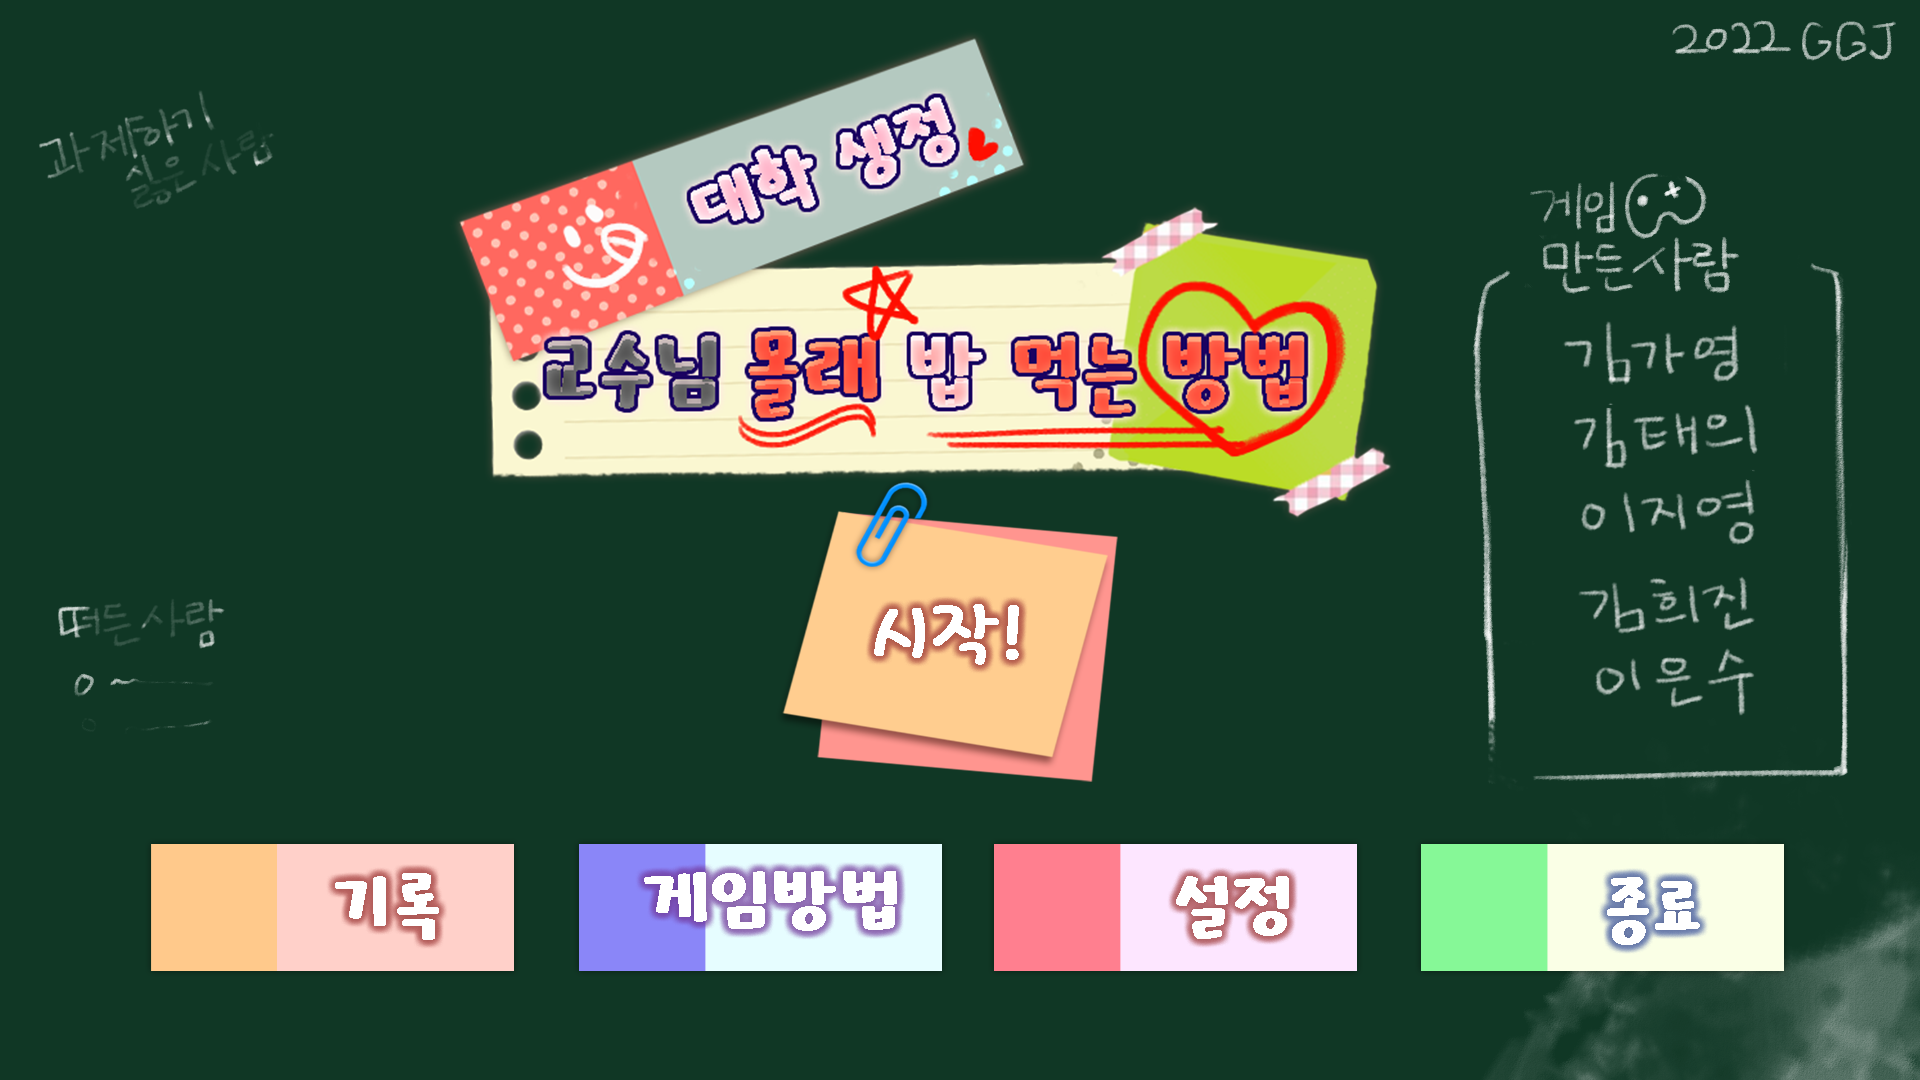 2022 GGJ
과제하기
싫은 사람
대학 생정
교수님 몰래 밥 먹는 방법
게임
만든 사람
김가영
김태의
이지영
김희진
이은수
시작!
떠든 사람
기록
게임방법
설정
종료